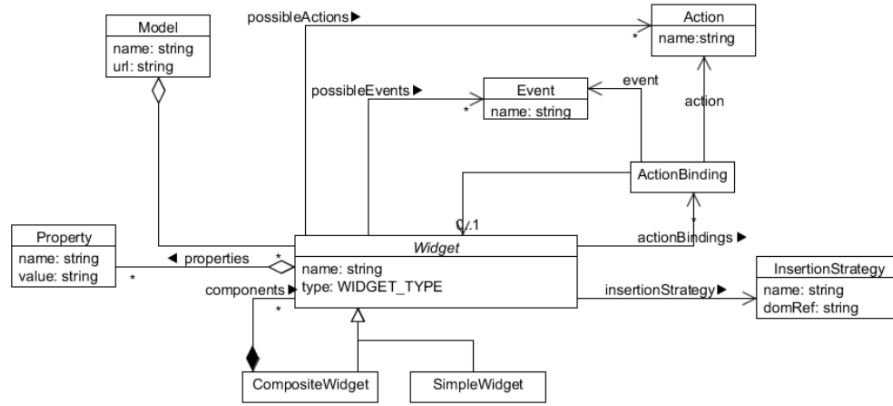 possibleActions▶
Action
name:string
*
Model
name: string
url: string
possibleEvents▶
Event
name: string
*
event
action
ActionBinding
0..1
*
Property
name: string
value: string
◀ properties
*
*
Widget
name: string
type: WIDGET_TYPE
actionBindings▶
components▶
*
insertionStrategy▶
InsertionStrategy
name: string
domRef: string
CompositeWidget
SimpleWidget